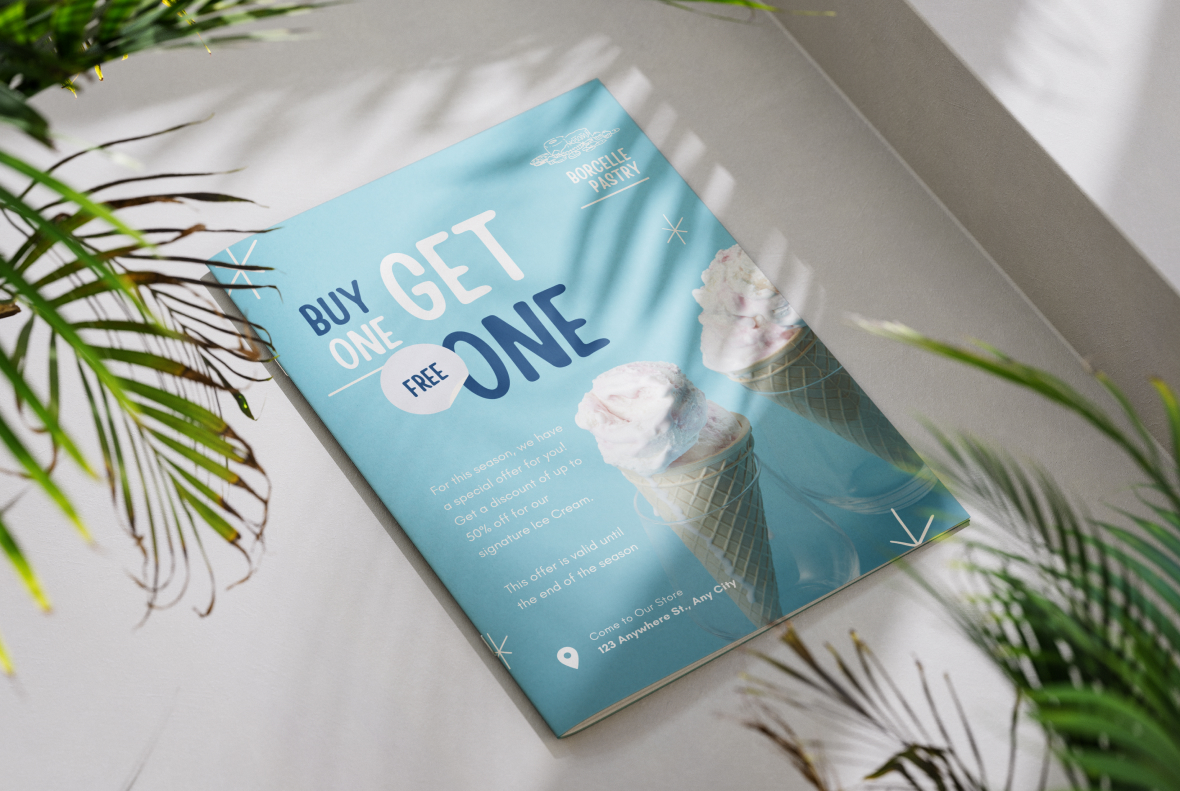 BORCELLE
PASTRY
BUY
ONE
GET
FREE
ONE
For this season, we have
a special offer for you!
Get a discount of up to
50% off for our
signature Ice Cream.
This offer is valid until
the end of the season
Come to Our Store
123 Anywhere St., Any City